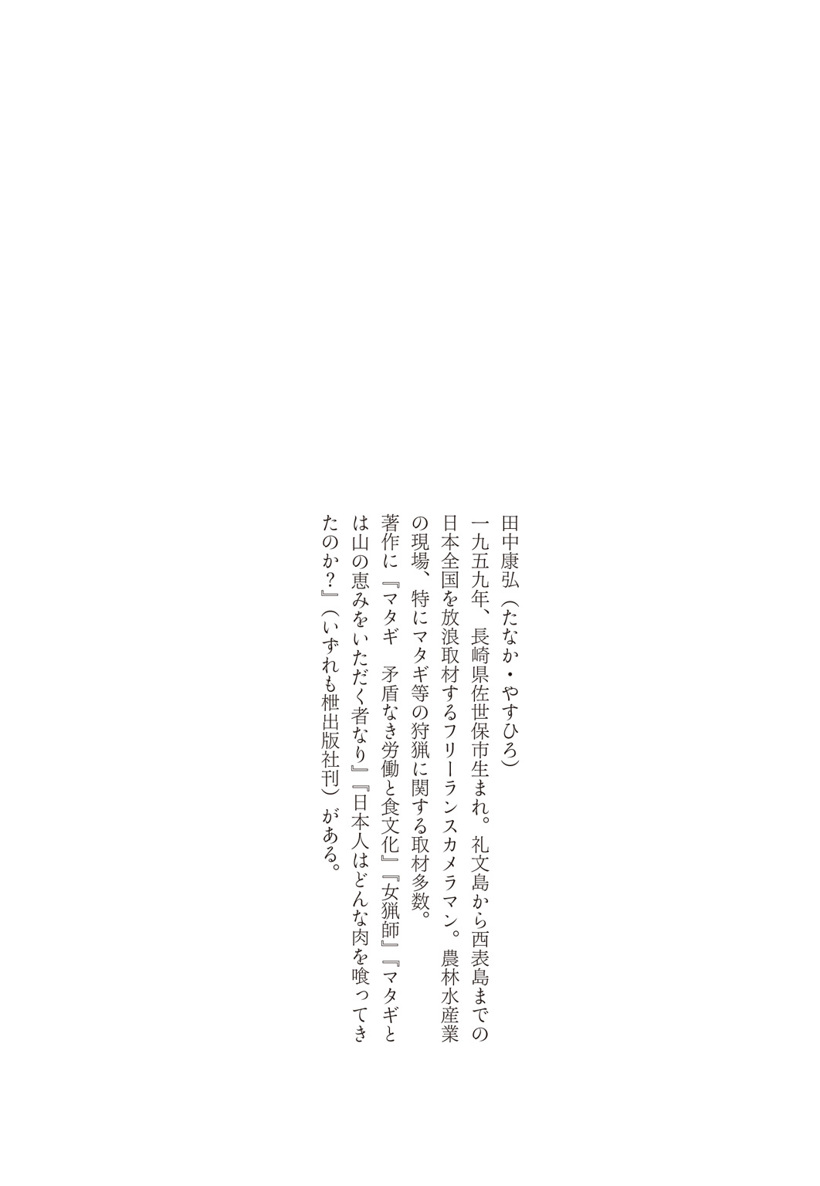 田中康弘（たなか・やすひろ）
一九五九年、長崎県佐世保市生まれ。礼文島から西表島までの
日本全国を放浪取材するフリーランスカメラマン。農林水産業
の現場、特にマタギ等の狩猟に関する取材多数。
著作に『マタギ　矛盾なき労働と食文化』『女猟師』『マタギと
は山の恵みをいただく者なり』『日本人はどんな肉を喰ってき
たのか？』（いずれも枻出版社刊）がある。